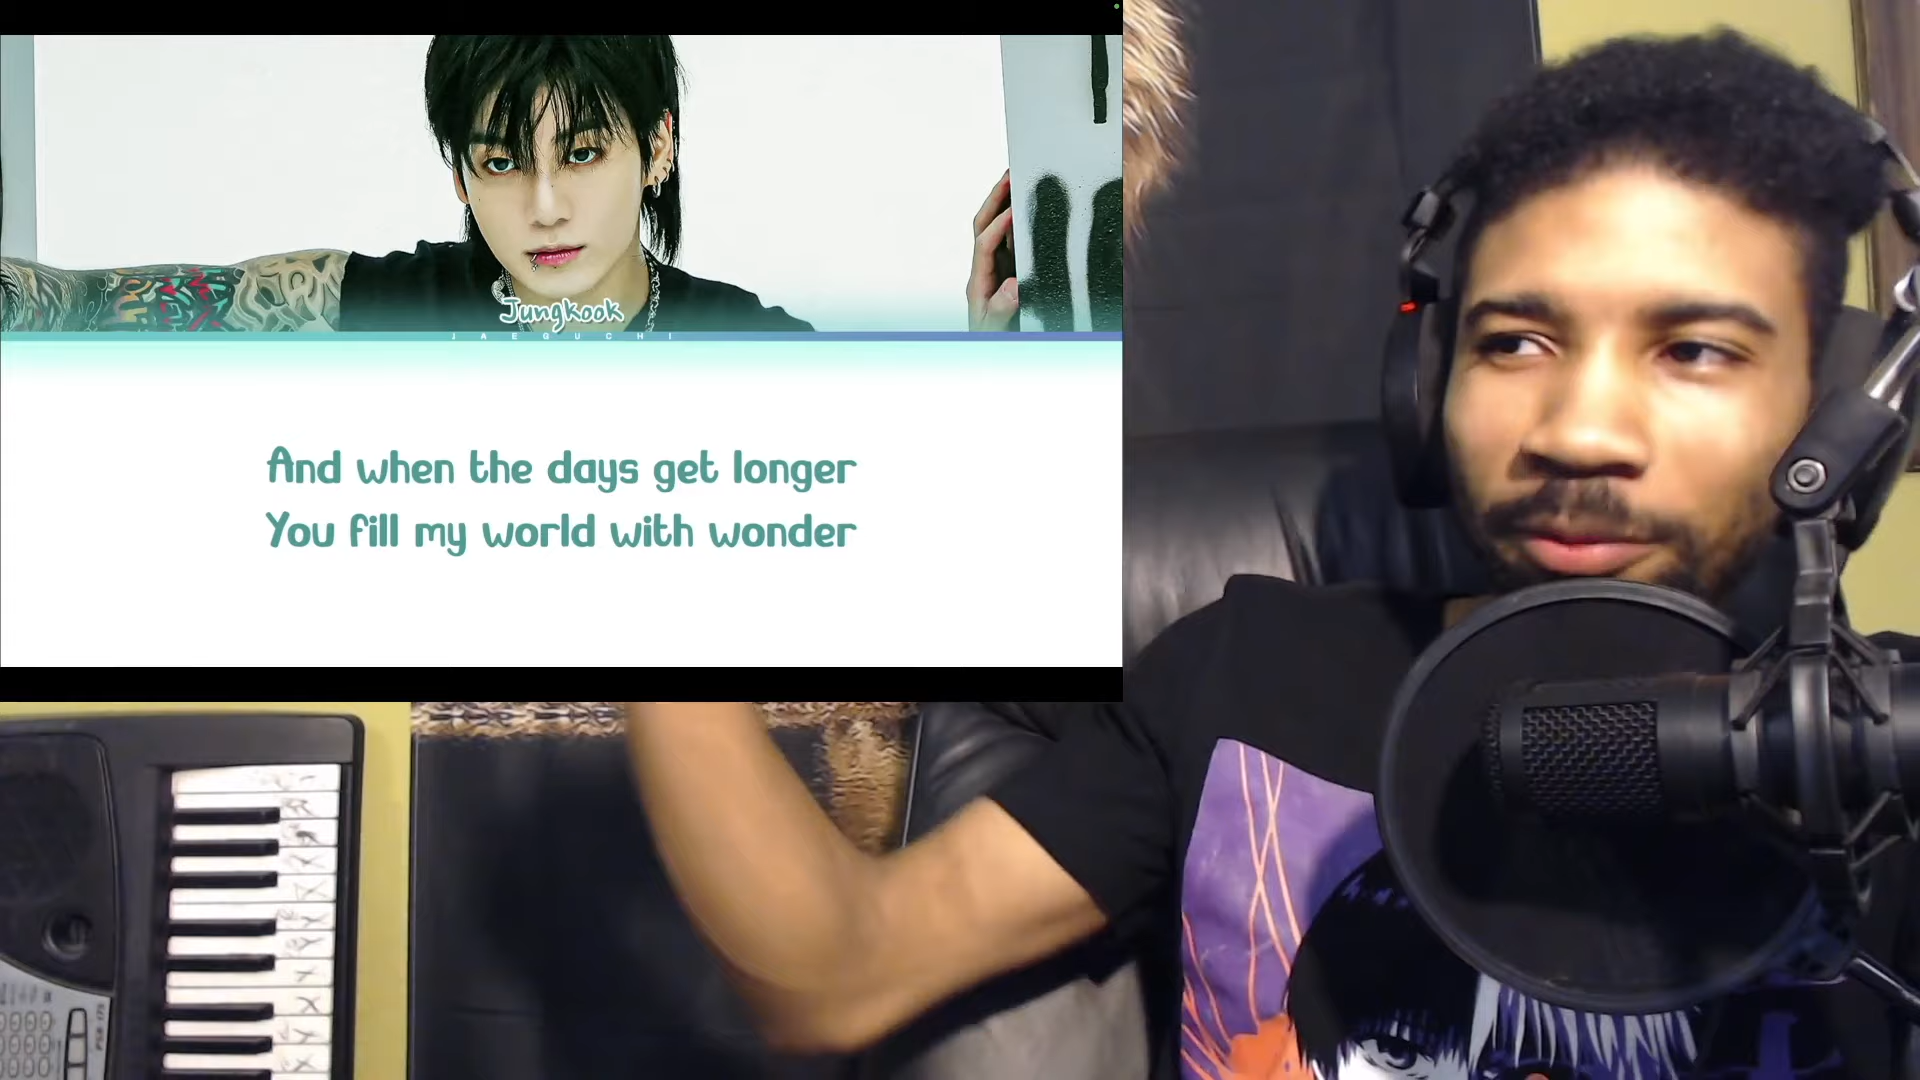 Jungkook
JAEGUCHI
And when the days get longer
You fill my world with wonder